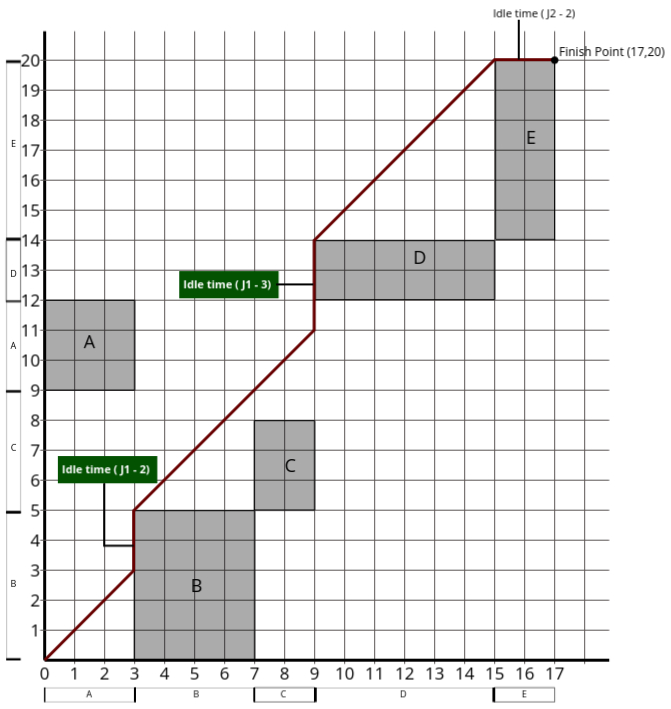 Idle time ( J2 - 2)
Finish Point (17,20)
20
19
18
17
16
15
14
13
12
11
10
9
8
7
6
5
4
3
2
1
E
D
A
C
B
E
D
Idle time ( J1 - 3)
A
C
Idle time ( J1 - 2)
B
0 1 2 3 4 5 6 7 8 9 10 11 12 13 14 15 16 17
A B C D E